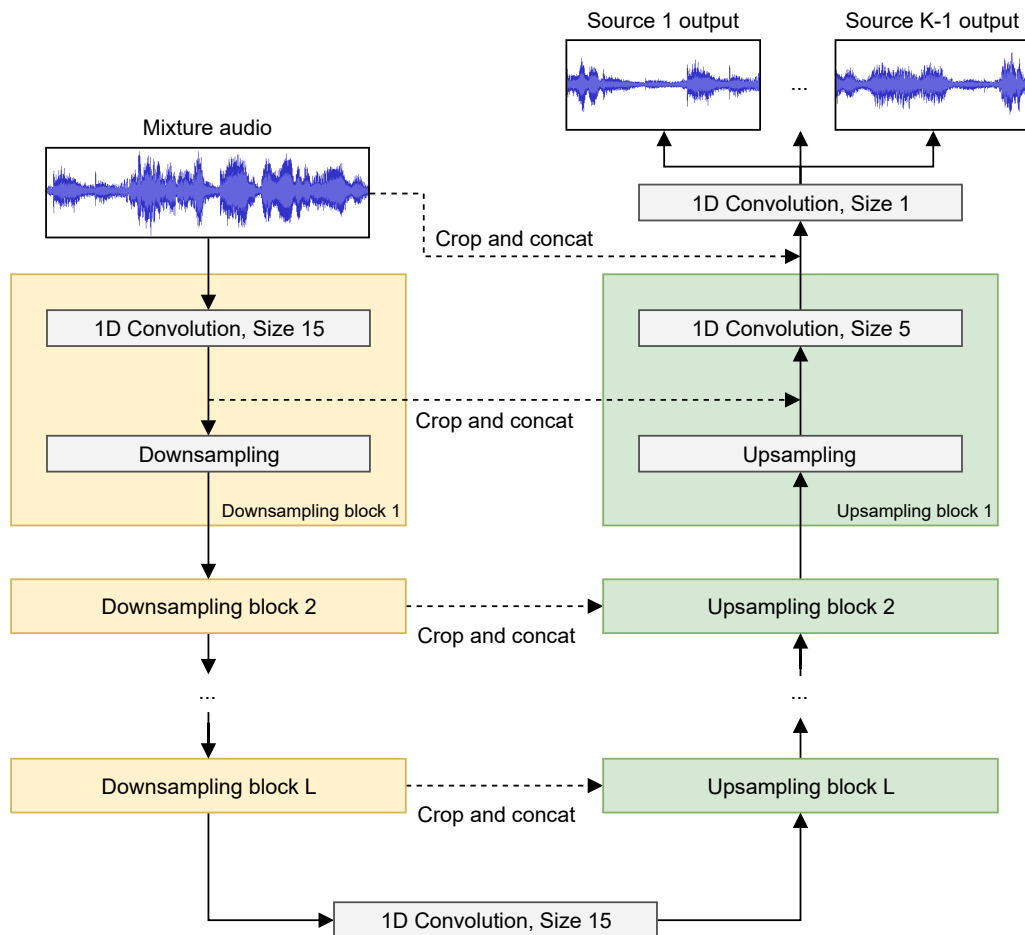 Source 1 output
Source K-1 output
...
Mixture audio
1D Convolution, Size 1
Crop and concat
1D Convolution, Size 15
1D Convolution, Size 5
Crop and concat
Downsampling
Upsampling
Downsampling block 1
Upsampling block 1
Downsampling block 2
Upsampling block 2
Crop and concat
...
...
Downsampling block L
Upsampling block L
Crop and concat
1D Convolution, Size 15